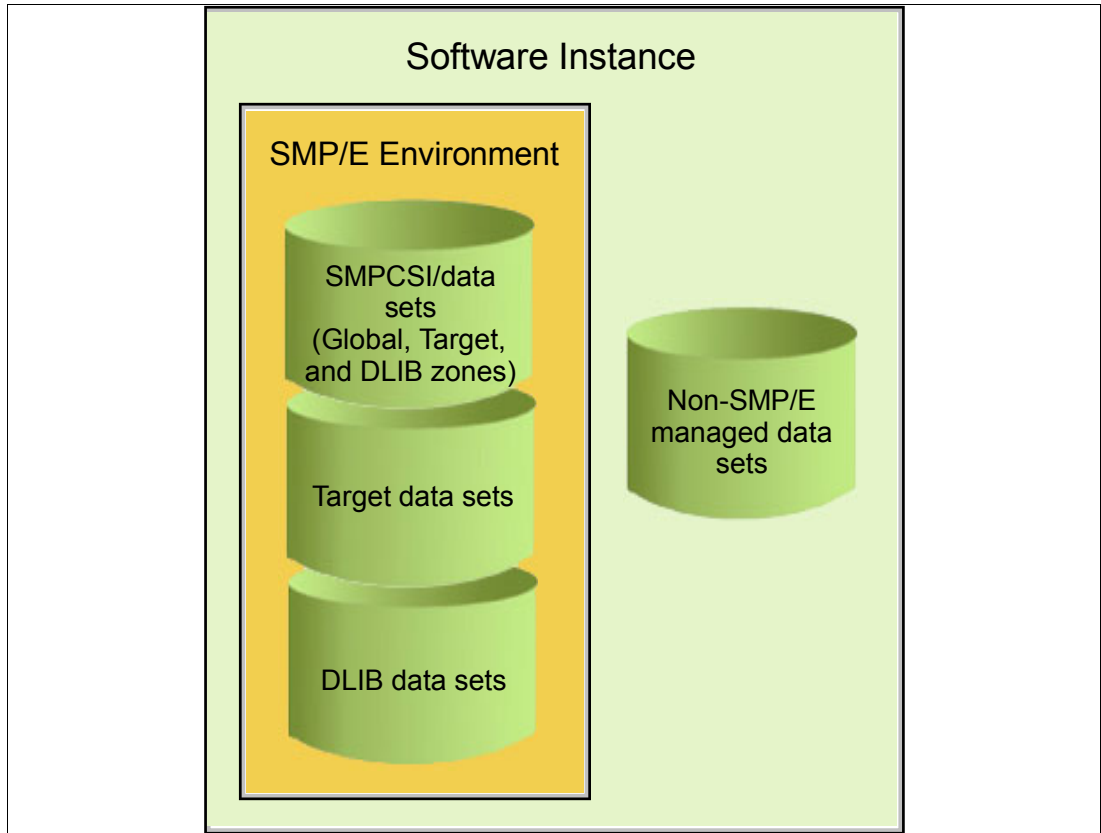 Software Instance
SMP/E Environment
SMPCSI/data
sets
(Global, Target,
and DLIB zones)
Target data sets
DLIB data sets
Non-SMP/E
managed data
sets